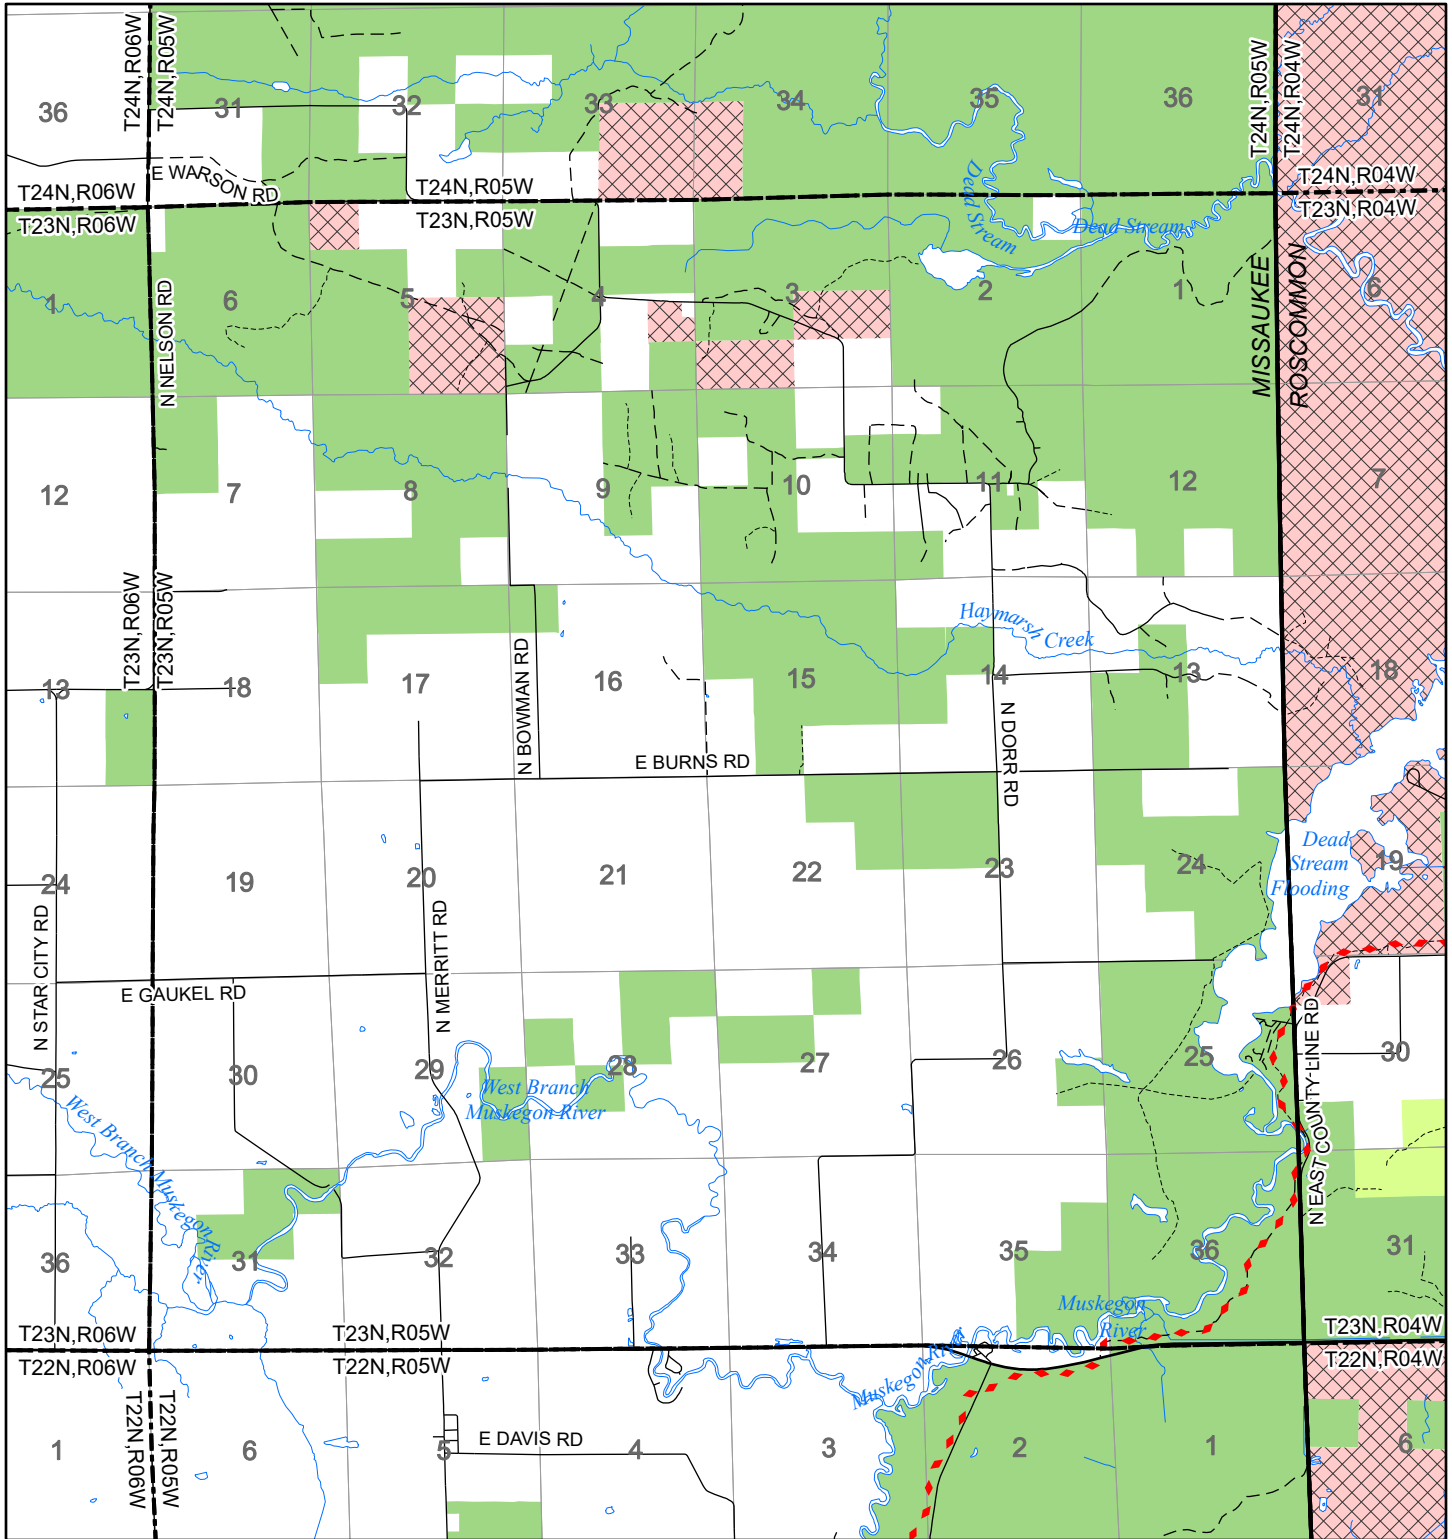 T24N,R06W
T24N,R05W
T24N,R05W
T24N,R04W
36
31
32
33
34
35
36
31
E WARSON RD
T24N,R06W
T24N,R05W
T24N,R04W
T23N,R06W
T23N,R05W
T23N,R04W
Dead Stream
Dead Stream
MISSAUKEE
ROSCOMMON
N NELSON RD
1
6
5
4
3
2
1
6
12
7
8
9
10
11
12
7
T23N,R06W
T23N,R05W
Haymarsh Creek
13
18
17
16
15
14
13
18
N BOWMAN RD
N DORR RD
E BURNS RD
Dead
Stream
Flooding
24
19
20
21
22
23
24
19
N STAR CITY RD
N MERRITT RD
E GAUKEL RD
N EAST COUNTY-LINE RD
25
30
29
28
27
26
25
30
West Branch
Muskegon River
West Branch Muskegon
River
36
31
32
33
34
35
36
31
Muskegon
River
Muskegon River
T23N,R06W
T23N,R05W
T23N,R04W
T22N,R06W
T22N,R05W
T22N,R04W
T22N,R06W
T22N,R05W
E DAVIS RD
1
6
5
4
3
2
1
6